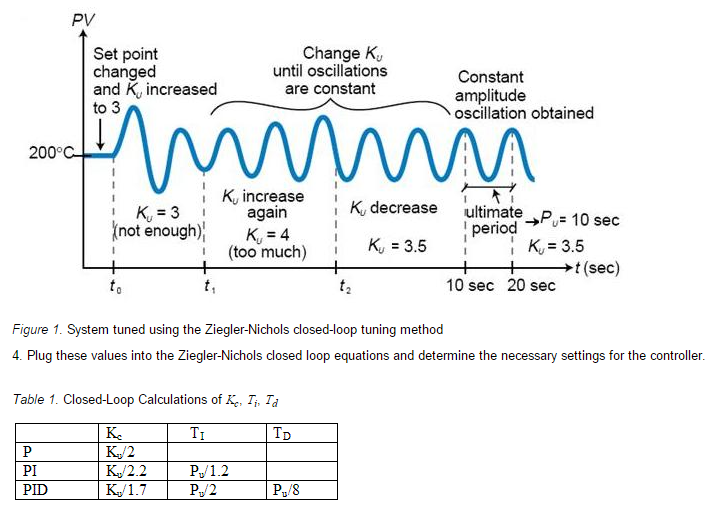 PV
Set point
changed
and Ku increased
to 3
Change Ku
until oscillations
are constant
Constant
amplitude
oscillation obtained
200°C
Ku = 3
(not enough)
Ku increase
again
Ku = 4
(too much)
Ku decrease
Ku = 3.5
ultimate
period
→Pu= 10 sec
Ku = 3.5
t0
t1
t2
10 sec 20 sec
t (sec)
Figure 1. System tuned using the Ziegler-Nichols closed-loop tuning method
4. Plug these values into the Ziegler-Nichols closed loop equations and determine the necessary settings for the controller.
Table 1. Closed-Loop Calculations of Kc, Ti, Td
Kc TI TD
P Ku/2
PI Ku/2.2 Pu/1.2
PID Ku/1.7 Pu/2 Pu/8